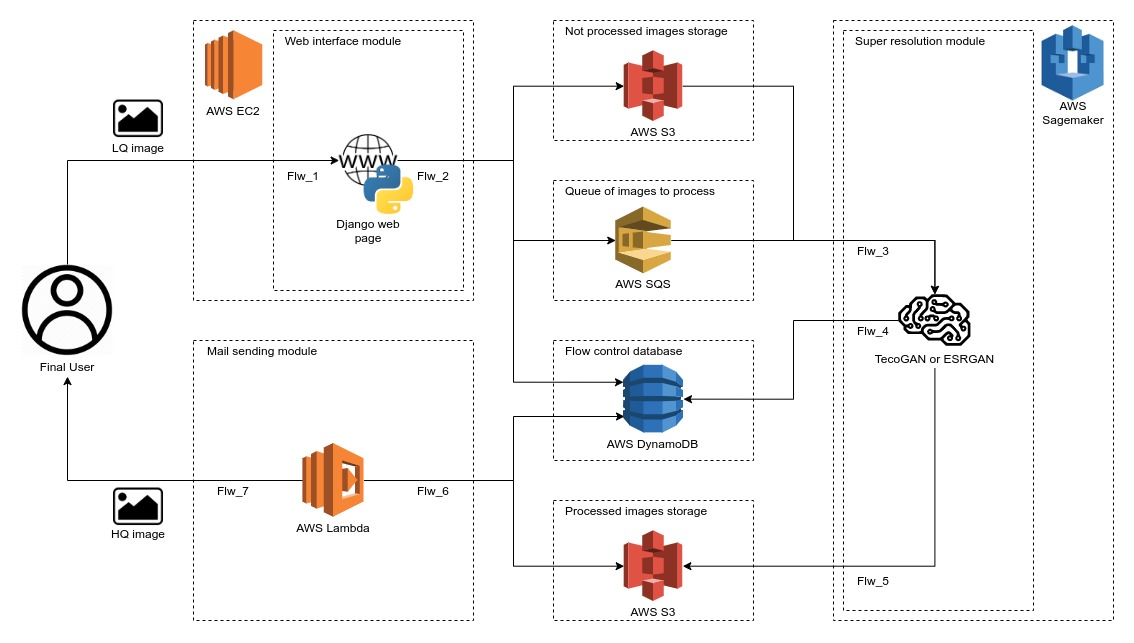 Web interface module
AWS EC2
LQ image
Flw_1
WWW
Flw_2
Django web
page
Not processed images storage
AWS S3
Queue of images to process
AWS SQS
Super resolution module
AWS
Sagemaker
Flw_3
Flw_4
TecoGAN or ESRGAN
Final User
Mail sending module
Flow control database
AWS DynamoDB
Flw_7
AWS Lambda
Flw_6
HQ image
Processed images storage
AWS S3
Flw_5